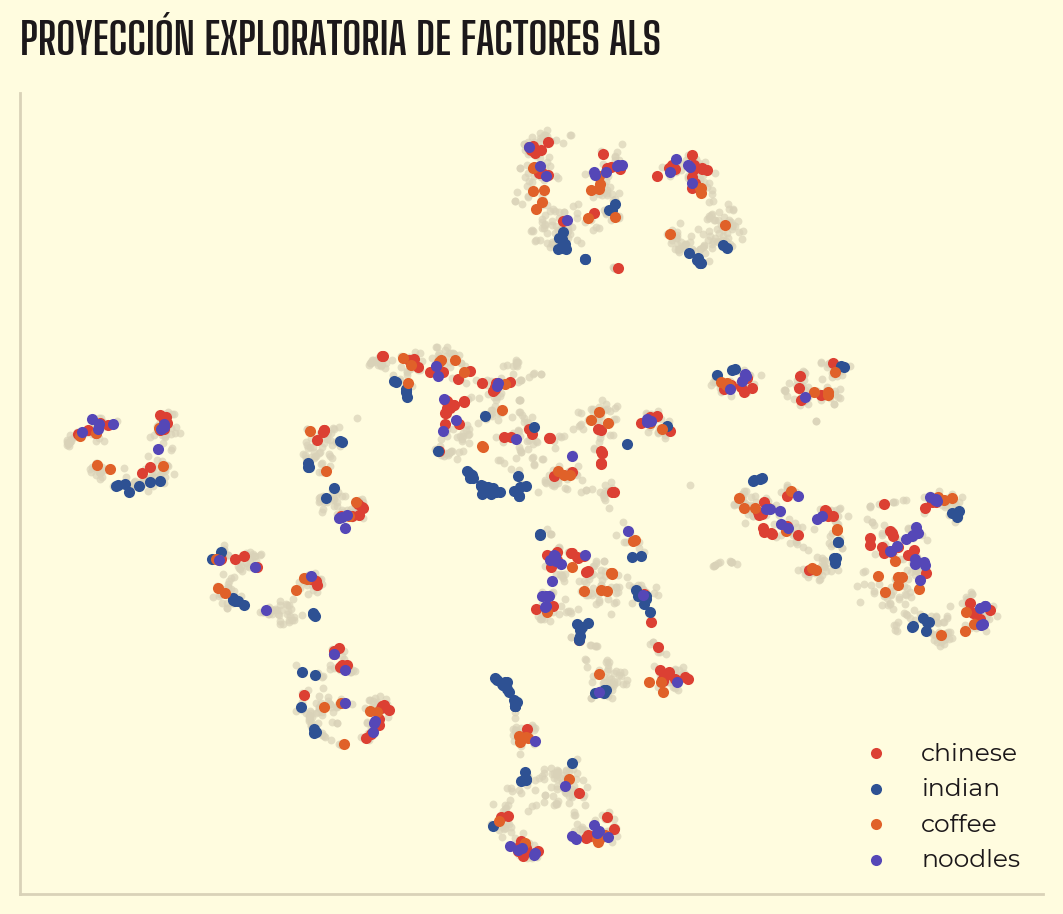 PROYECCIÓN EXPLORATORIA DE FACTORES ALS
chinese
indian
coffee
noodles